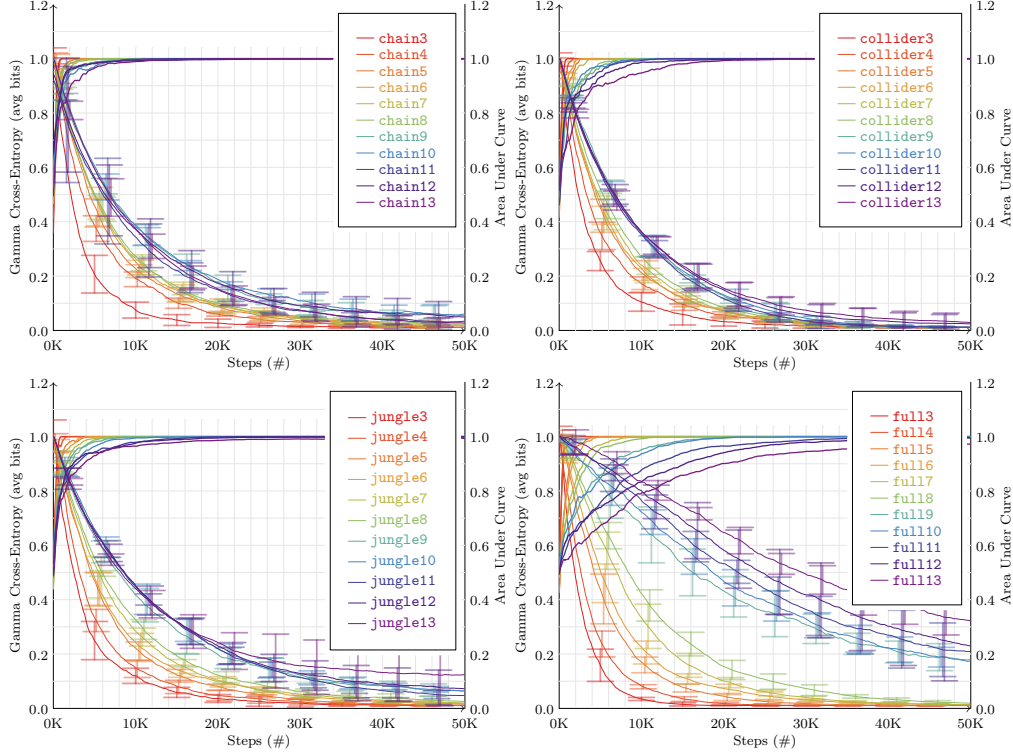 1.2
1.0
0.8
0.6
0.4
0.2
0.0
Gamma Cross-Entropy (avg bits)
0K
10K
20K
30K
40K
50K
Steps (#)
1.2
1.0
0.8
0.6
0.4
0.2
0.0
Area Under Curve
chain3
chain4
chain5
chain6
chain7
chain8
chain9
chain10
chain11
chain12
chain13
1.2
1.0
0.8
0.6
0.4
0.2
0.0
Gamma Cross-Entropy (avg bits)
0K
10K
20K
30K
40K
50K
Steps (#)
1.2
1.0
0.8
0.6
0.4
0.2
0.0
Area Under Curve
collider3
collider4
collider5
collider6
collider7
collider8
collider9
collider10
collider11
collider12
collider13
1.2
1.0
0.8
0.6
0.4
0.2
0.0
Gamma Cross-Entropy (avg bits)
0K
10K
20K
30K
40K
50K
Steps (#)
1.2
1.0
0.8
0.6
0.4
0.2
0.0
Area Under Curve
jungle3
jungle4
jungle5
jungle6
jungle7
jungle8
jungle9
jungle10
jungle11
jungle12
jungle13
1.2
1.0
0.8
0.6
0.4
0.2
0.0
Gamma Cross-Entropy (avg bits)
0K
10K
20K
30K
40K
50K
Steps (#)
1.2
1.0
0.8
0.6
0.4
0.2
0.0
Area Under Curve
full3
full4
full5
full6
full7
full8
full9
full10
full11
full12
full13